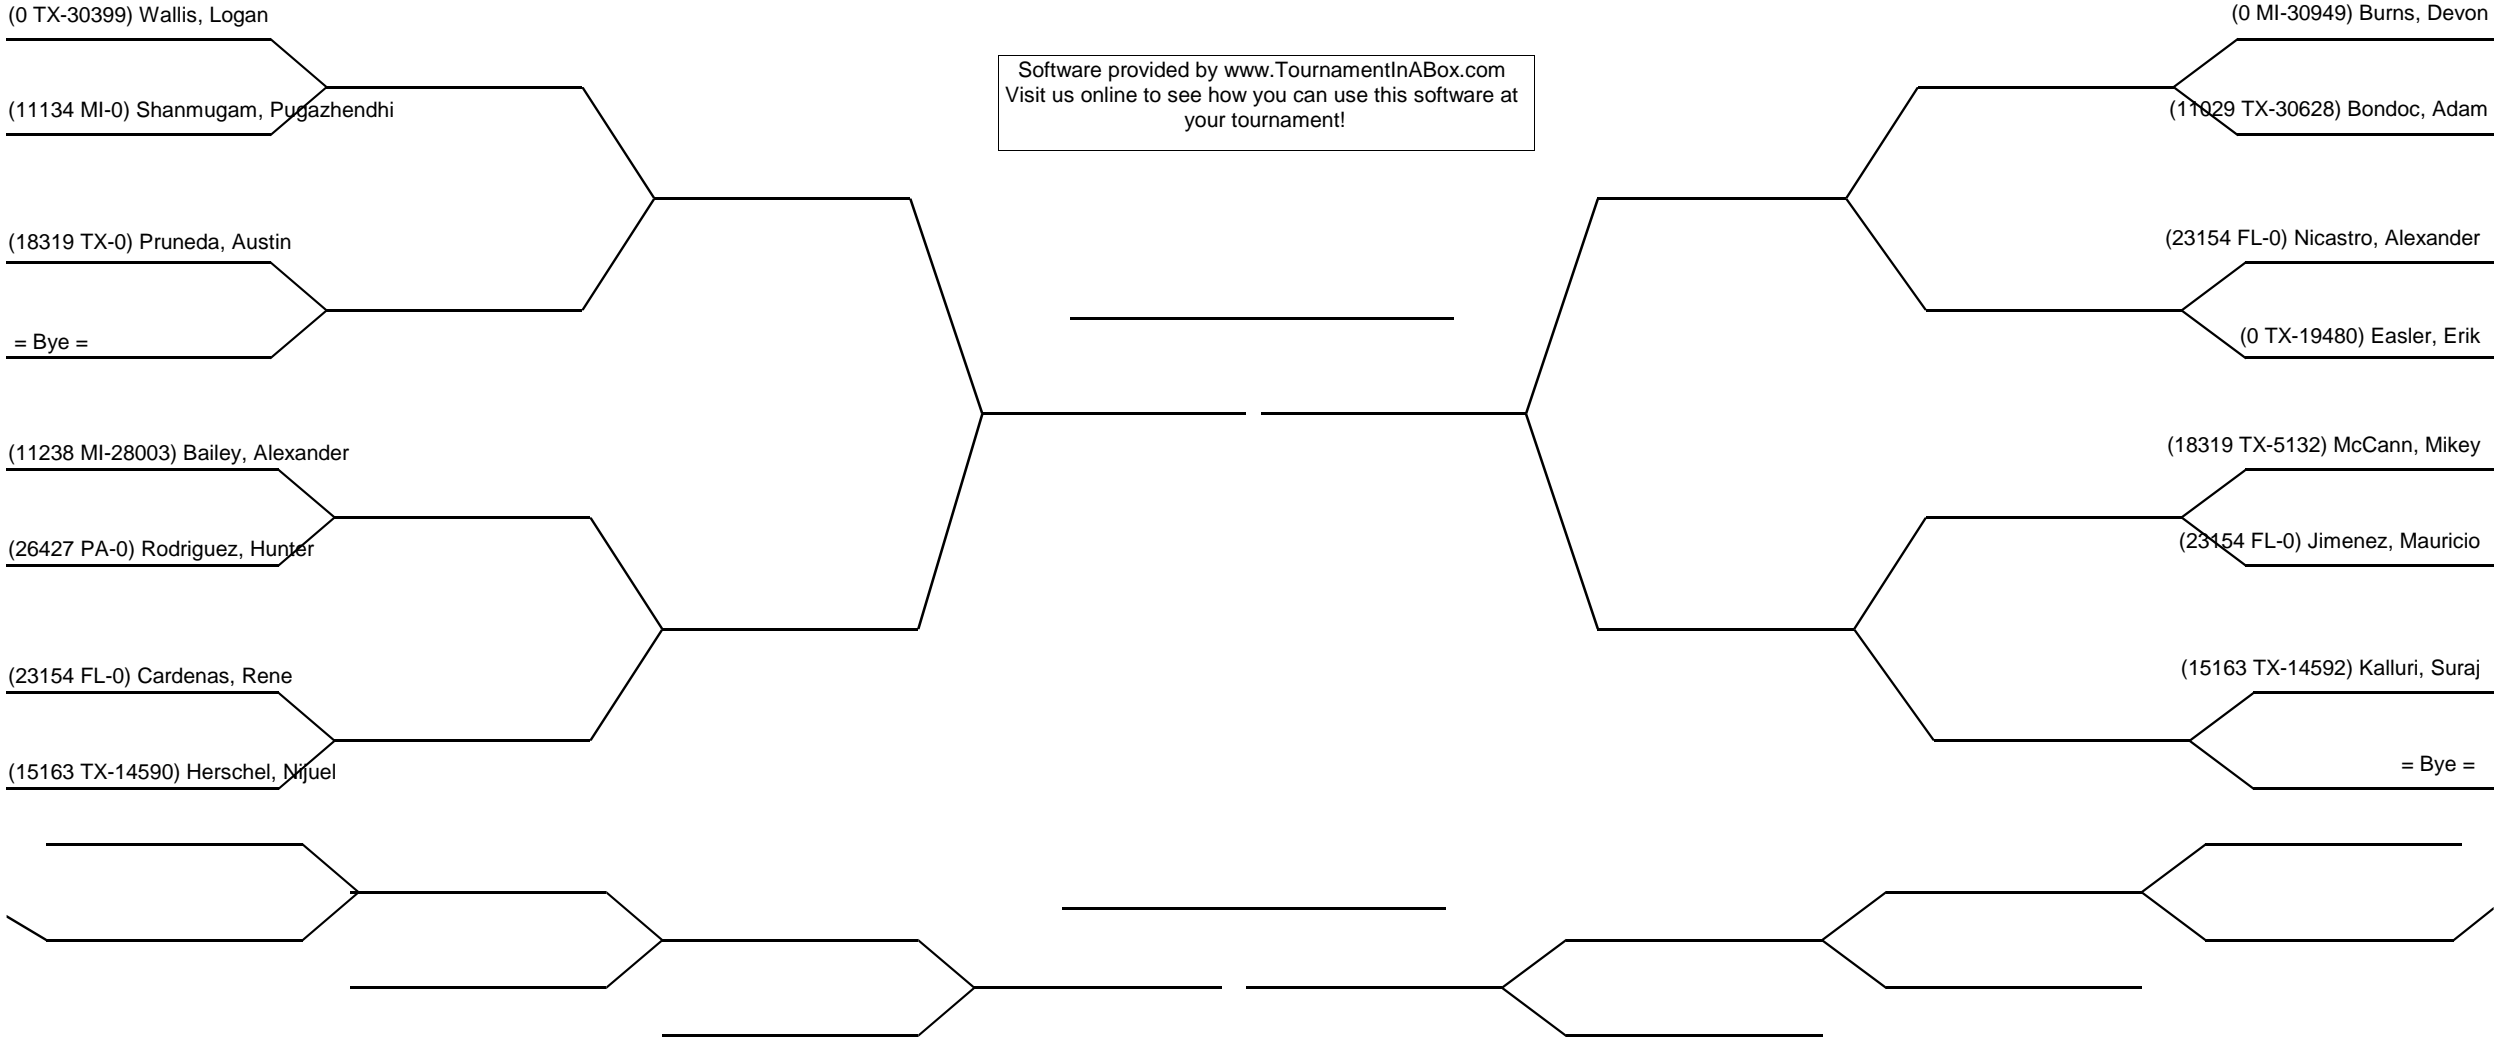 (0 TX-30399) Wallis, Logan
(11134 MI-0) Shanmugam, Pugazhendhi
(18319 TX-0) Pruneda, Austin
= Bye =
(11238 MI-28003) Bailey, Alexander
(26427 PA-0) Rodriguez, Hunter
(23154 FL-0) Cardenas, Rene
(15163 TX-14590) Herschel, Nijuel
Software provided by www.TournamentInABox.com
Visit us online to see how you can use this software at
your tournament!
(0 MI-30949) Burns, Devon
(11029 TX-30628) Bondoc, Adam
(23154 FL-0) Nicastro, Alexander
(0 TX-19480) Easler, Erik
(18319 TX-5132) McCann, Mikey
(23154 FL-0) Jimenez, Mauricio
(15163 TX-14592) Kalluri, Suraj
= Bye =